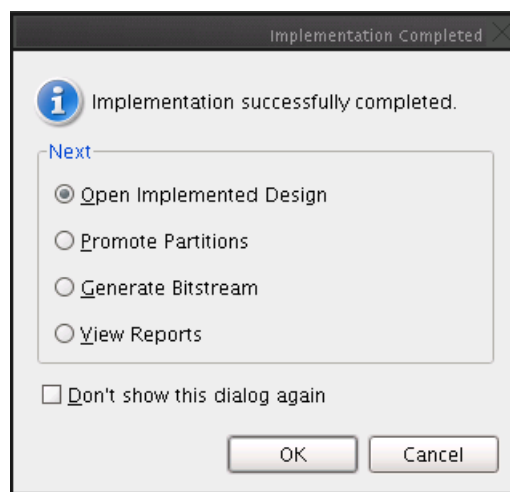 Implementation Completed
Implementation successfully completed.
Next
Open Implemented Design
Promote Partitions
Generate Bitstream
View Reports
Don't show this dialog again
OK
Cancel